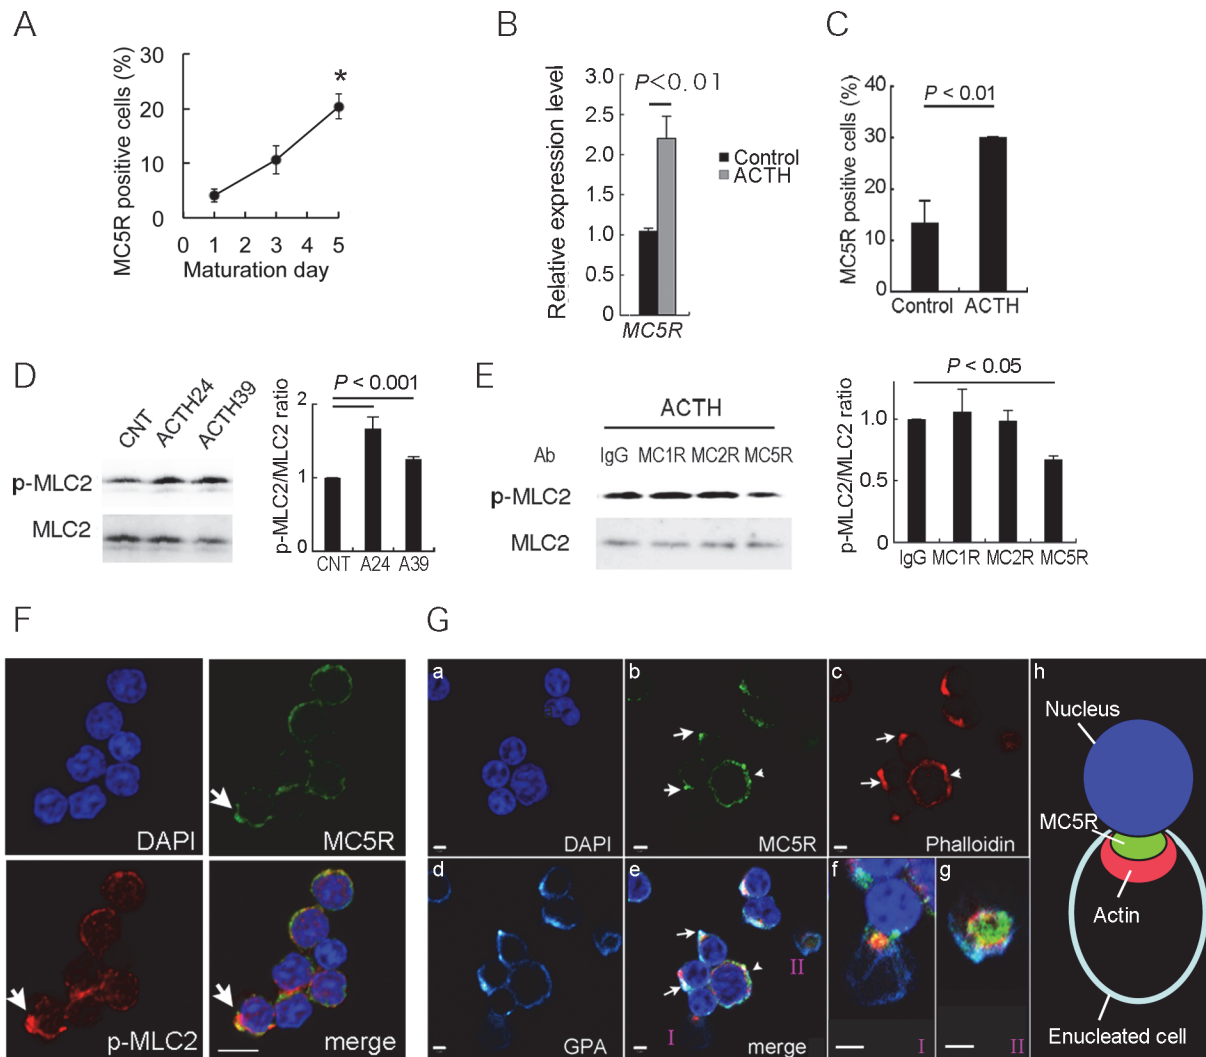 A
MC5R positive cells (%)
30
20
10
0
*
0 1 2 3 4 5
Maturation day
B
Relative expression level
3.0
2.5
2.0
1.5
1.0
0.5
0
P<0.01
Control
ACTH
MC5R
C
MC5R positive cells (%)
40
30
20
10
0
P < 0.01
Control ACTH
D
CNT
ACTH24
ACTH39
p-MLC2
MLC2
p-MLC2/MLC2 ratio
2
1
0
P < 0.001
CNT A24 A39
E
ACTH
Ab IgG MC1R MC2R MC5R
p-MLC2
MLC2
p-MLC2/MLC2 ratio
1.0
0.5
0
P < 0.05
IgG MC1R MC2R MC5R
F
DAPI
MC5R
p-MLC2
merge
G
a
DAPI
b
MC5R
c
Phalloidin
d
GPA
e
I
II
merge
f
I
g
II
h
Nucleus
MC5R
Actin
Enucleated cell